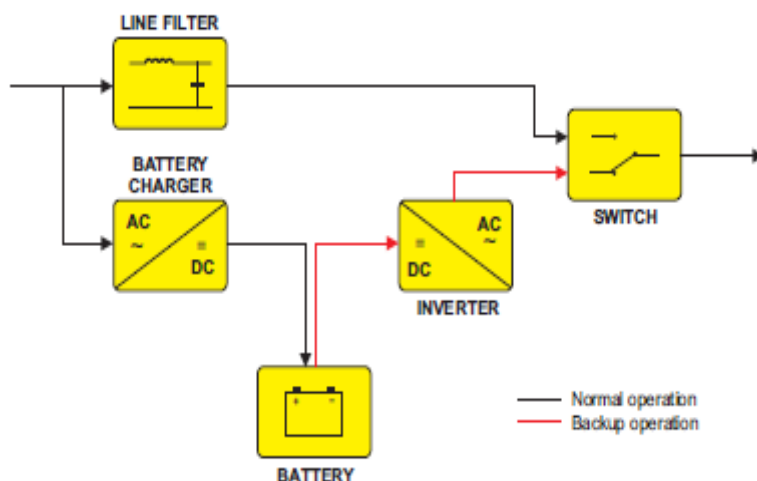 LINE FILTER
BATTERY
CHARGER
AC
~
=
DC
AC
~
=
DC
INVERTER
SWITCH
+ -
BATTERY
Normal operation
Backup operation